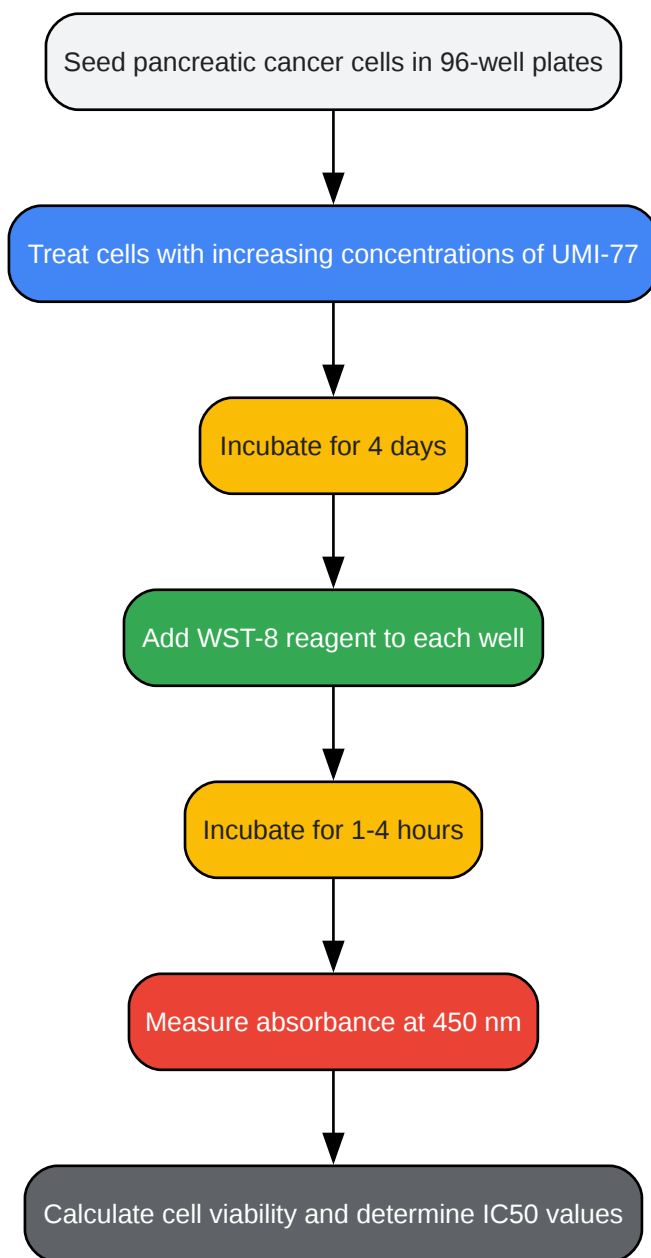 Seed pancreatic cancer cells in 96-well plates
Treat cells with increasing concentrations of UMI-77
Incubate for 4 days
Add WST-8 reagent to each well
Incubate for 1-4 hours
Measure absorbance at 450 nm
Calculate cell viability and determine IC50 values